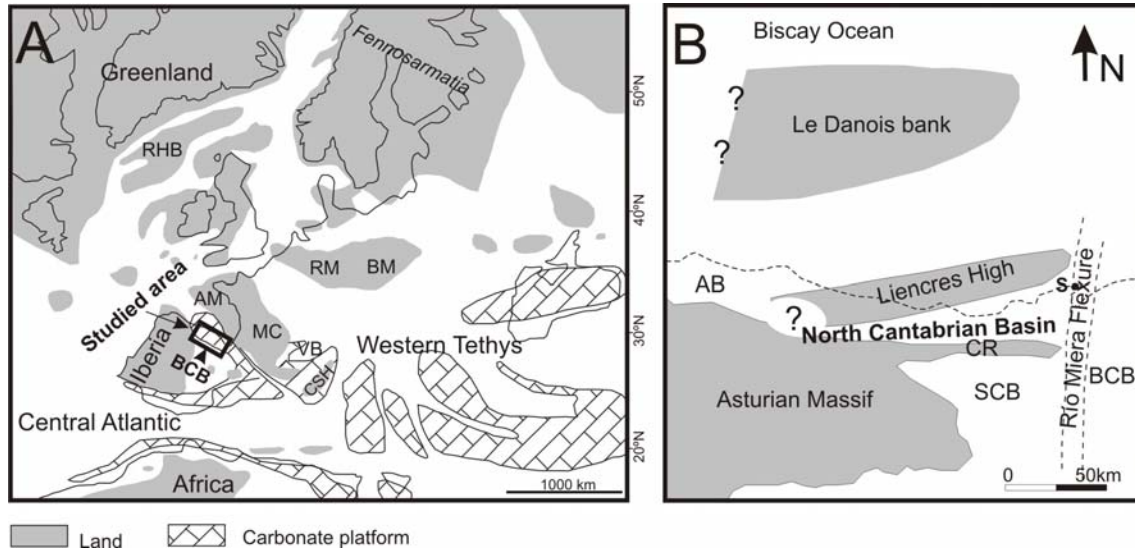 A
Greenland
Fennosarmatia
50°N
RHB
40°N
RM
BM
Studied area
AM
MC
30°N
Iberia
BCB
VB
CSH
Western Tethys
Central Atlantic
20°N
Africa
1000 km
Land
Carbonate platform
B
Biscay Ocean
N
?
Le Danois bank
?
AB
Liencres High
S
?
North Cantabrian Basin
CR
Río Miera Flexure
BCB
SCB
Asturian Massif
0 50km